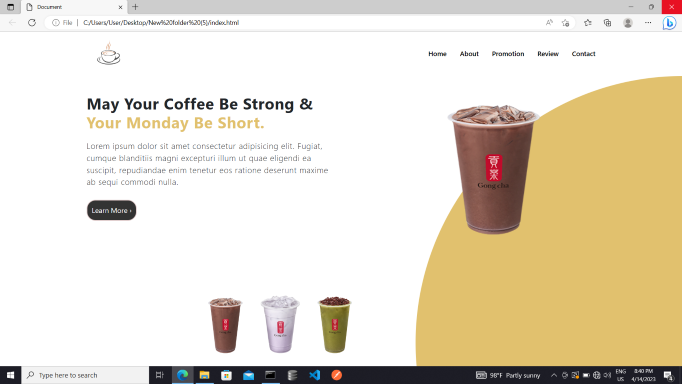 Document
File
C:/Users/User/Desktop/New%20folder%20(5)/index.html
Home About Promotion Review Contact
May Your Coffee Be Strong &
Your Monday Be Short.
Lorem ipsum dolor sit amet consectetur adipisicing elit. Fugiat,
cumque blanditiis magni excepturi illum ut quae eligendi ea
suscipit, repudiandae enim tenetur eos ratione deserunt maxime
ab sequi commodi nulla.
Learn More ›
貢茶
Gong cha
Type here to search
98°F Partly sunny
ENG
US
8:40 PM
4/14/2023